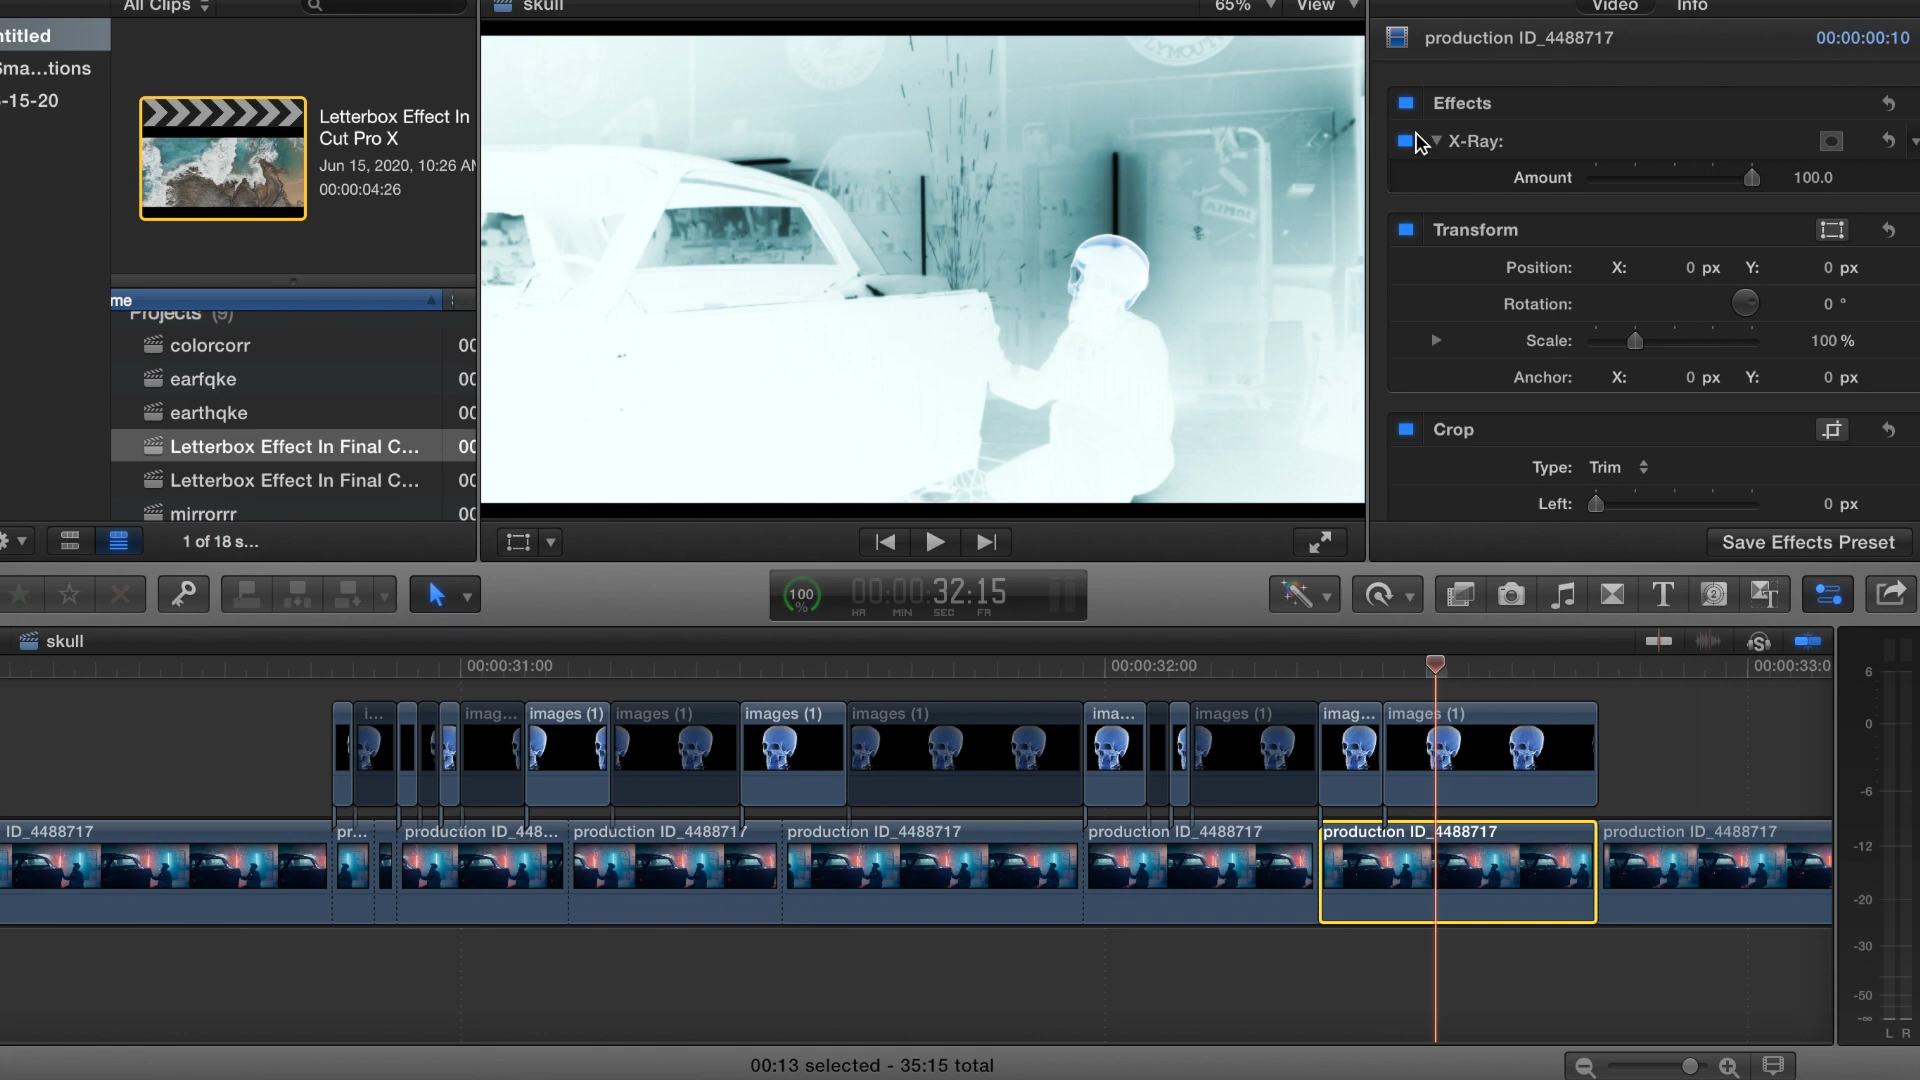 All Clips
skull
65%
View
Video
Info
ntitled
Sma...tions
-15-20
Letterbox Effect In
Cut Pro X
Jun 15, 2020, 10:26 AM
00:00:04:26
production ID_4488717
00:00:00:10
Effects
X-Ray:
Amount
100.0
Transform
Position: X: 0 px Y: 0 px
Rotation: 0 °
Scale: 100 %
Anchor: X: 0 px Y: 0 px
Crop
Type: Trim
Left: 0 px
Save Effects Preset
LYMOUTH
me
Projects (9)
colorcorr 00
earfqke 00
earthqke 00
Letterbox Effect In Final C... 00
Letterbox Effect In Final C... 00
mirrorrr 00
1 of 18 s...
100 %
00:00:32:15
HR MIN SEC FR
skull
00:00:31:00
00:00:32:00
00:00:33:0
i...
imag...
images (1)
images (1)
images (1)
images (1)
ima...
images (1)
imag...
images (1)
ID_4488717
pr...
production ID_448...
production ID_4488717
production ID_4488717
production ID_4488717
production ID_4488717
production ID_4488717
6
0
-6
-12
-20
-30
-50
-∞
L R
00:13 selected - 35:15 total